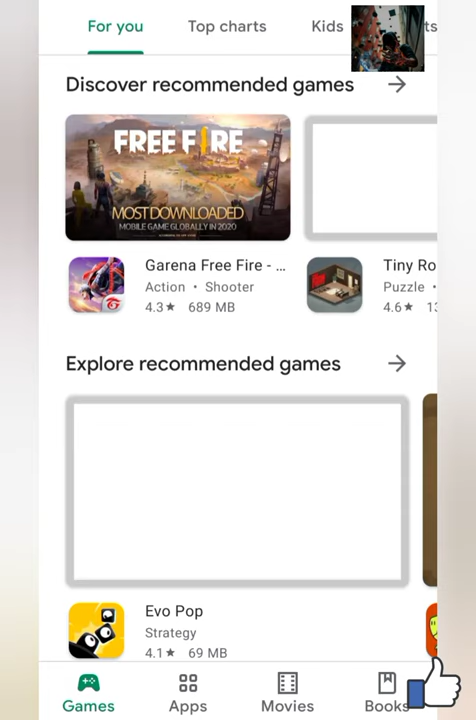 For you Top charts Kids
Discover recommended games
FREE FIRE
MOST DOWNLOADED
MOBILE GAME GLOBALLY IN 2020
Garena Free Fire - ...
Action • Shooter
4.3★ 689 MB
Tiny Ro
Puzzle •
4.6★ 13
Explore recommended games
Evo Pop
Strategy
4.1★ 69 MB
Games Apps Movies Books